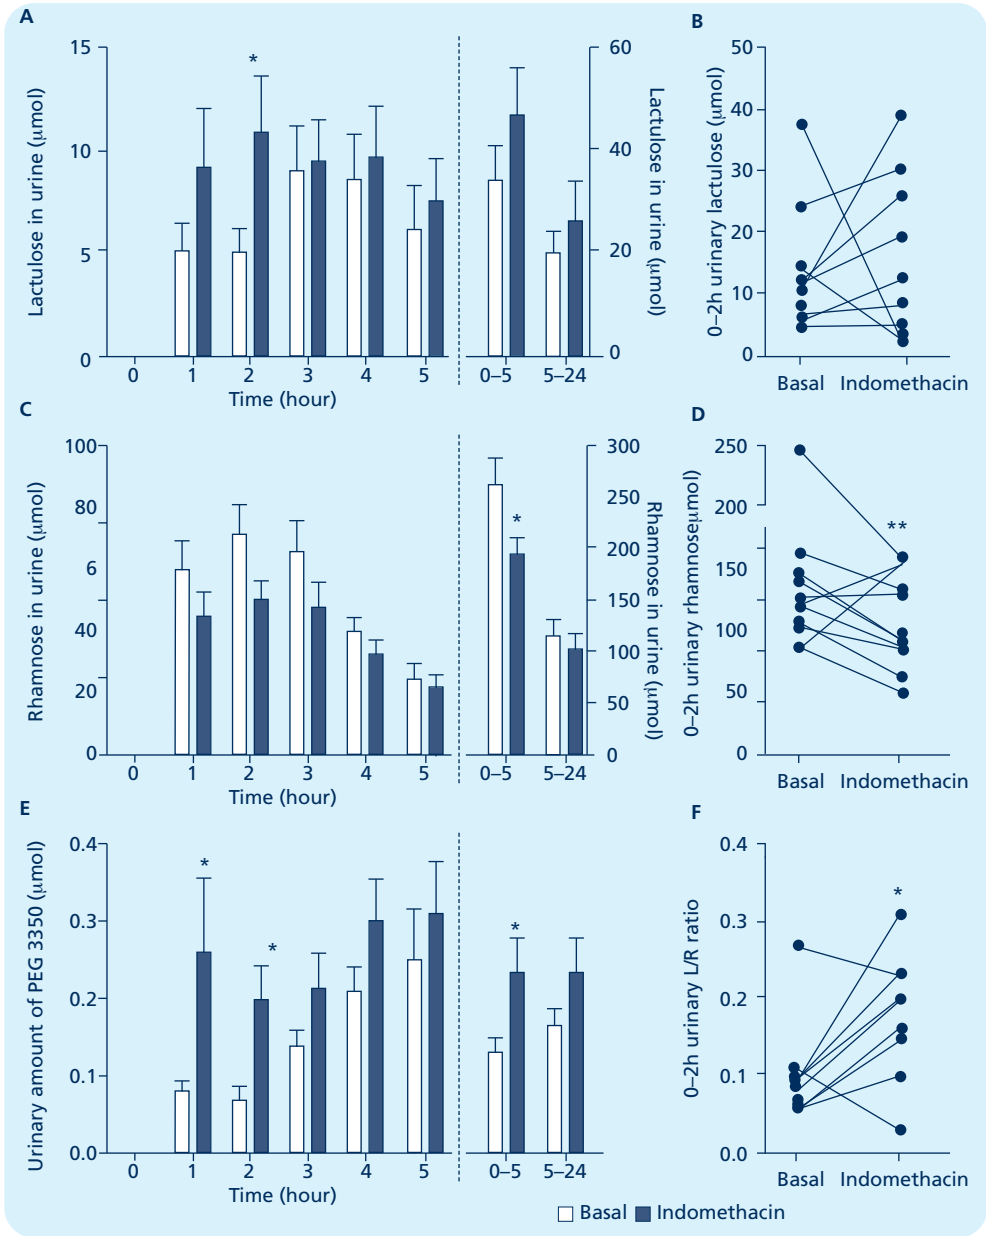 A
Lactulose in urine (μmol)
15
10
5
0
*
0 1 2 3 4 5
Time (hour)
60
40
20
0
Lactulose in urine (μmol)
0–5 5–24
B
0–2h urinary lactulose (μmol)
50
40
30
20
10
0
Basal Indomethacin
C
Rhamnose in urine (μmol)
100
80
6
40
20
0
0 1 2 3 4 5
Time (hour)
*
300
250
200
150
100
50
0
Rhamnose in urine (μmol)
0–5 5–24
D
0–2h urinary rhamnoseμmol)
250
200
150
100
50
0
**
Basal Indomethacin
E
Urinary amount of PEG 3350 (μmol)
0.4
0.3
0.2
0.1
0.0
*
*
*
0 1 2 3 4 5
Time (hour)
0–5 5–24
F
0–2h urinary L/R ratio
0.4
0.3
0.2
0.1
0.0
*
Basal Indomethacin
Basal Indomethacin